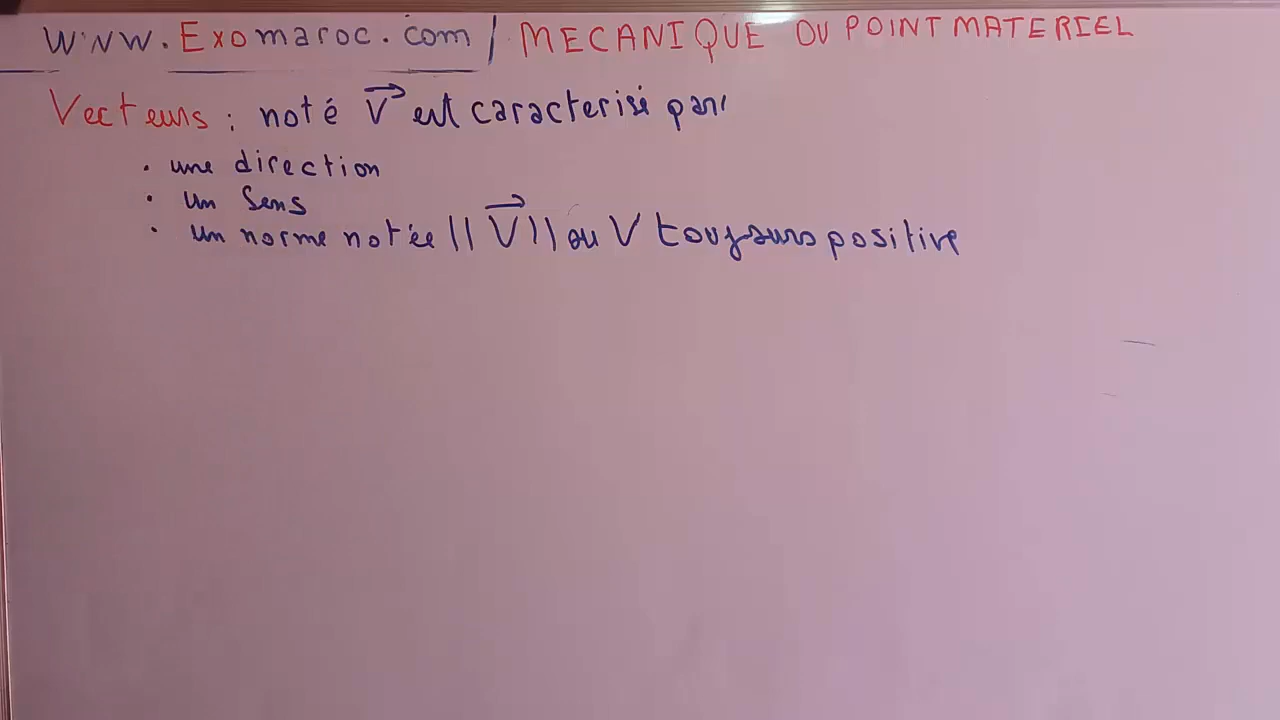 www.Exomaroc.com / MECANIQUE DU POINT MATERIEL
Vecteurs : noté V⃗ est caracterisé par
. une direction
. un Sens
. un norme notée ||V⃗|| ou V toujours positive